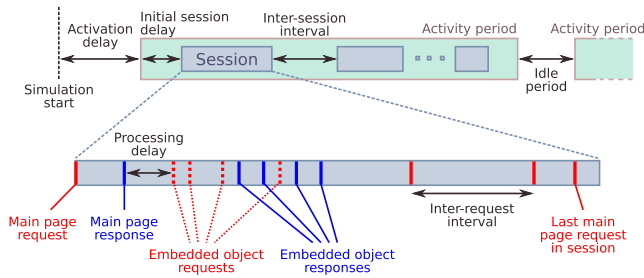 Activation
delay
Initial session
delay
Inter-session
interval
Activity period
Activity period
Session
Simulation
start
Idle
period
Processing
delay
Main page
request
Main page
response
Embedded object
requests
Embedded object
responses
Inter-request
interval
Last main
page request
in session